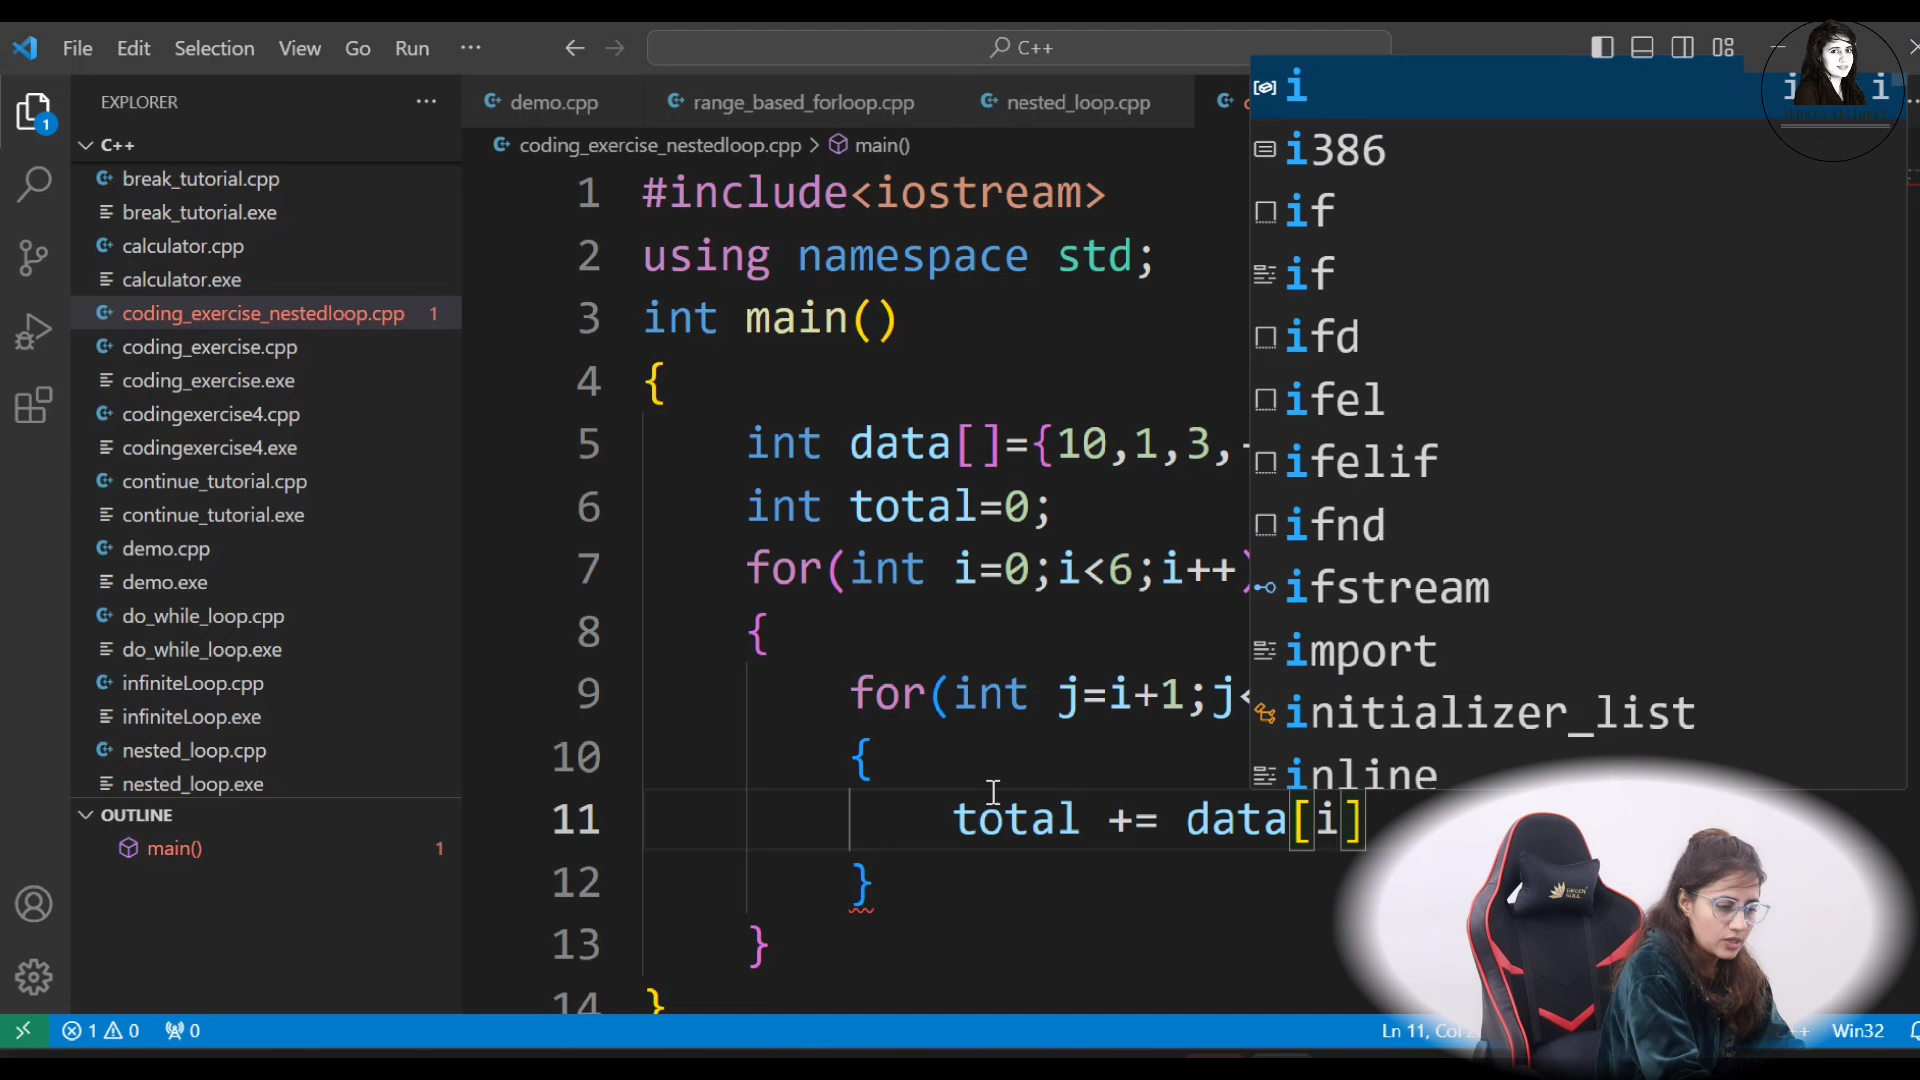 File Edit Selection View Go Run ···
C++
EXPLORER
C++
break_tutorial.cpp
break_tutorial.exe
calculator.cpp
calculator.exe
coding_exercise_nestedloop.cpp 1
coding_exercise.cpp
coding_exercise.exe
codingexercise4.cpp
codingexercise4.exe
continue_tutorial.cpp
continue_tutorial.exe
demo.cpp
demo.exe
do_while_loop.cpp
do_while_loop.exe
infiniteLoop.cpp
infiniteLoop.exe
nested_loop.cpp
nested_loop.exe
OUTLINE
main() 1
1
demo.cpp range_based_forloop.cpp nested_loop.cpp
coding_exercise_nestedloop.cpp > main()
1 #include<iostream>
2 using namespace std;
3 int main()
4 {
5 int data[]={10,1,3,-
6 int total=0;
7 for(int i=0;i<6;i++)
8 {
9 for(int j=i+1;j<
10 {
11 total += data[i]
12 }
13 }
14 }
i
i386
if
if
ifd
ifel
ifelif
ifnd
ifstream
import
initializer_list
inline
GREEN SOUL
1 0 0
Ln 11, Col
C++ Win32